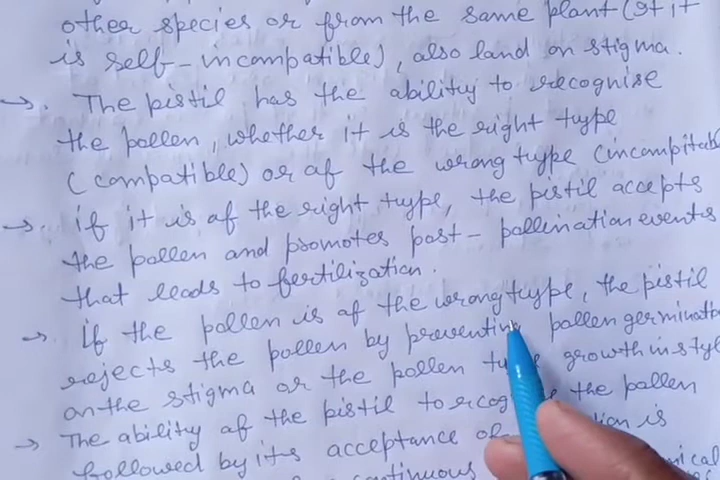 other species or from the same plant (If it
is self-incompatible), also land on stigma.
→. The pistil has the ability to recognise
the pollen, whether it is the right type
(compatible) or of the wrong type (incompitab
→. if it is of the right type, the pistil accepts
the pollen and promotes post-pollination events
that leads to fertilization.
→ If the pollen is of the wrong type, the pistil
rejects the pollen by preventing pollen germinatio
on the stigma or the pollen growth in styl
→ The ability of the pistil to the pollen
followed by its acceptance or is
continuous